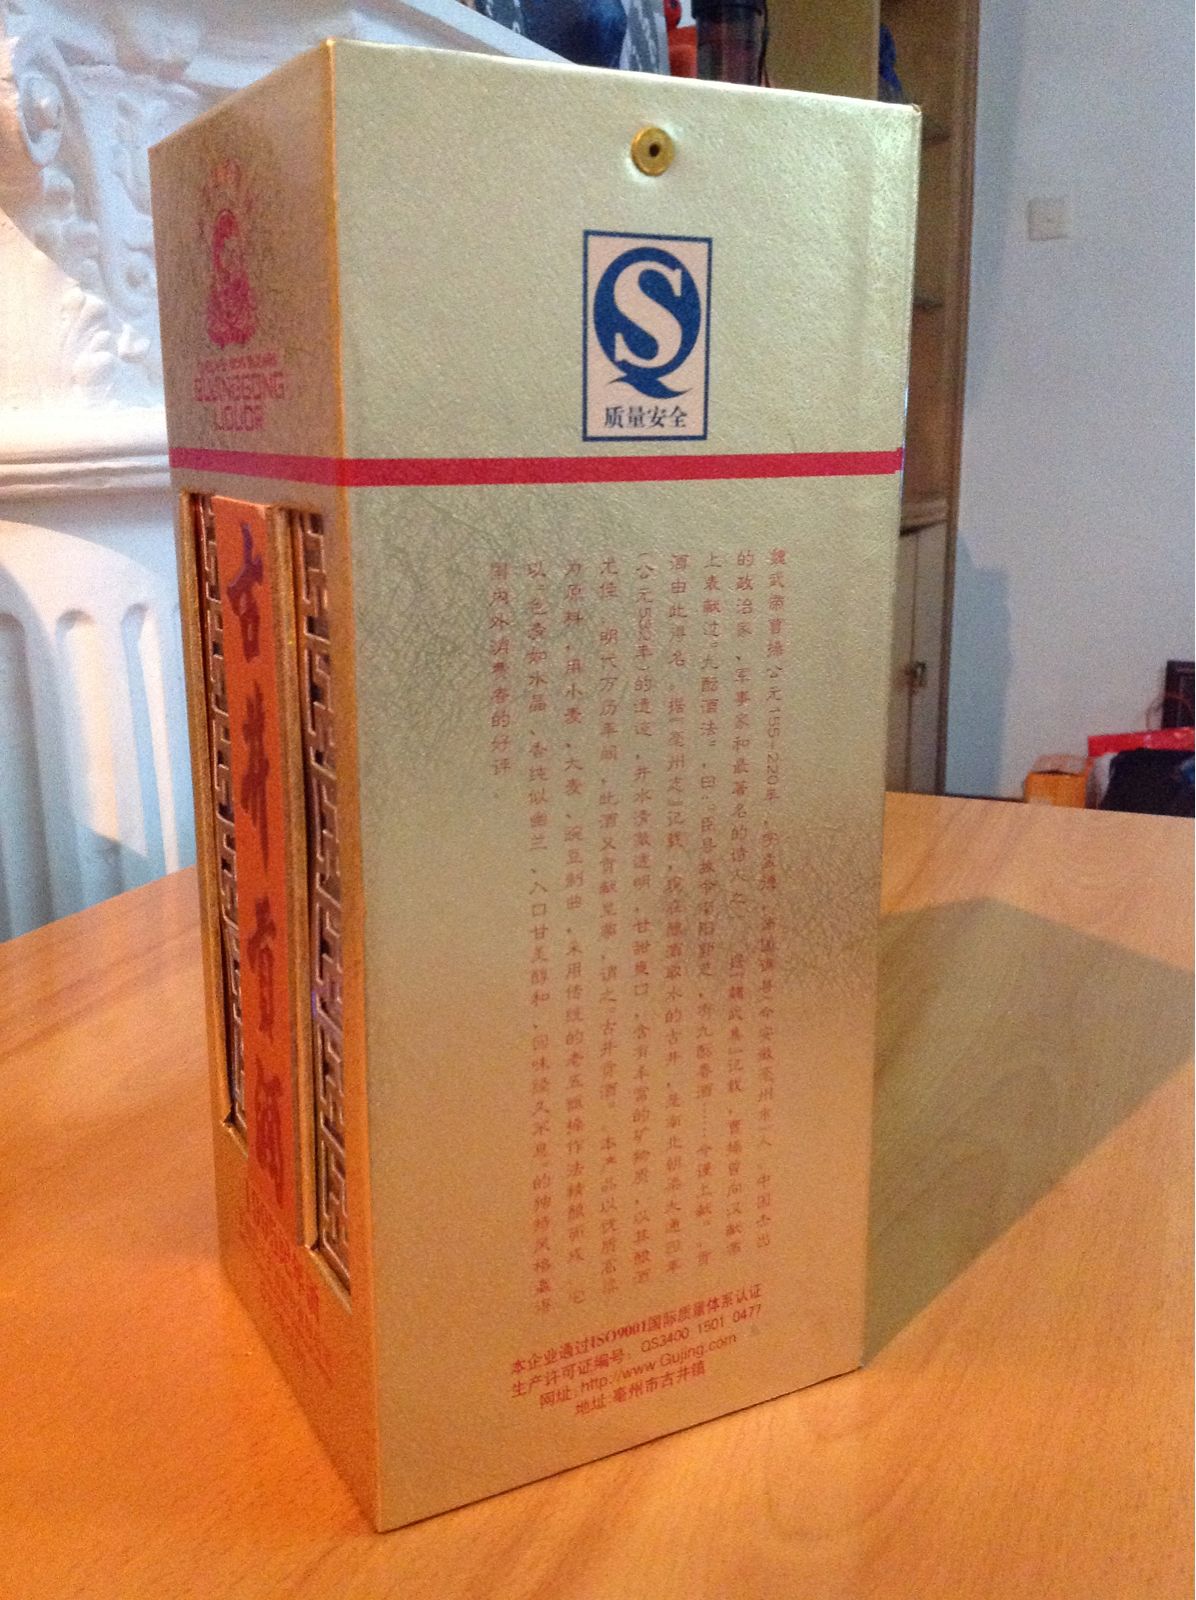 LIQUOR
古井贡酒
质量安全
魏武帝曹操(公元155-220年,字孟德,沛国谯县(今安徽亳州市)人,中国杰出
的政治家、军事家和最著名的诗人之一,据『魏武集』记载,曹操曾向汉献帝
上表献过"九酝酒法",曰:"臣县故令南阳郭芝,有九酝春酒……今谨上献",贡
酒由此得名。据『亳州志』记载,现在酿酒取水的古井,是南北朝梁大通四年
(公元532年)的遗迹,井水清澈透明,甘甜爽口,含有丰富的矿物质,以其酿酒
尤佳,明代万历年间,此酒又贡献皇帝,谓之"古井贡酒"。本产品以优质高粱
为原料,用小麦、大麦、豌豆制曲,采用传统的老五甑操作法精酿而成,它
以"色清如水晶、香纯似幽兰、入口甘美醇和、回味经久不息"的独特风格赢得
国内外消费者的好评。
本企业通过ISO9001国际质量体系认证
生产许可证编号:QS3400 1501 0477
网址:http://www.Gujing.com
地址:亳州市古井镇